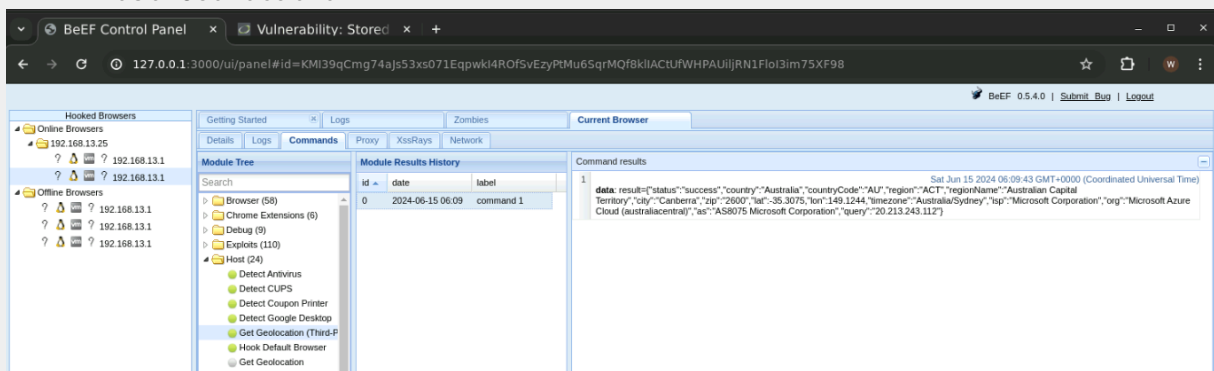 BeEF Control Panel
Vulnerability: Stored
127.0.0.1:3000/ui/panel#id=KMI39qCmg74aJs53xs071EqpwkI4ROfSvEzyPtMu6SqrMQf8klIACtUfWHPAUiljRN1FloI3im75XF98
W
BeEF 0.5.4.0 | Submit Bug | Logout
Hooked Browsers
Online Browsers
192.168.13.25
? ? 192.168.13.1
? ? 192.168.13.1
Offline Browsers
? ? 192.168.13.1
? ? 192.168.13.1
? ? 192.168.13.1
Getting Started Logs Zombies Current Browser
Details Logs Commands Proxy XssRays Network
Module Tree
Search
Browser (58)
Chrome Extensions (6)
Debug (9)
Exploits (110)
Host (24)
Detect Antivirus
Detect CUPS
Detect Coupon Printer
Detect Google Desktop
Get Geolocation (Third-P
Hook Default Browser
Get Geolocation
Module Results History
id date label
0 2024-06-15 06:09 command 1
Command results
1 Sat Jun 15 2024 06:09:43 GMT+0000 (Coordinated Universal Time)
data: result={"status":"success","country":"Australia","countryCode":"AU","region":"ACT","regionName":"Australian Capital
Territory","city":"Canberra","zip":"2600","lat":-35.3075,"lon":149.1244,"timezone":"Australia/Sydney","isp":"Microsoft Corporation","org":"Microsoft Azure
Cloud (australiacentral)","as":"AS8075 Microsoft Corporation","query":"20.213.243.112"}